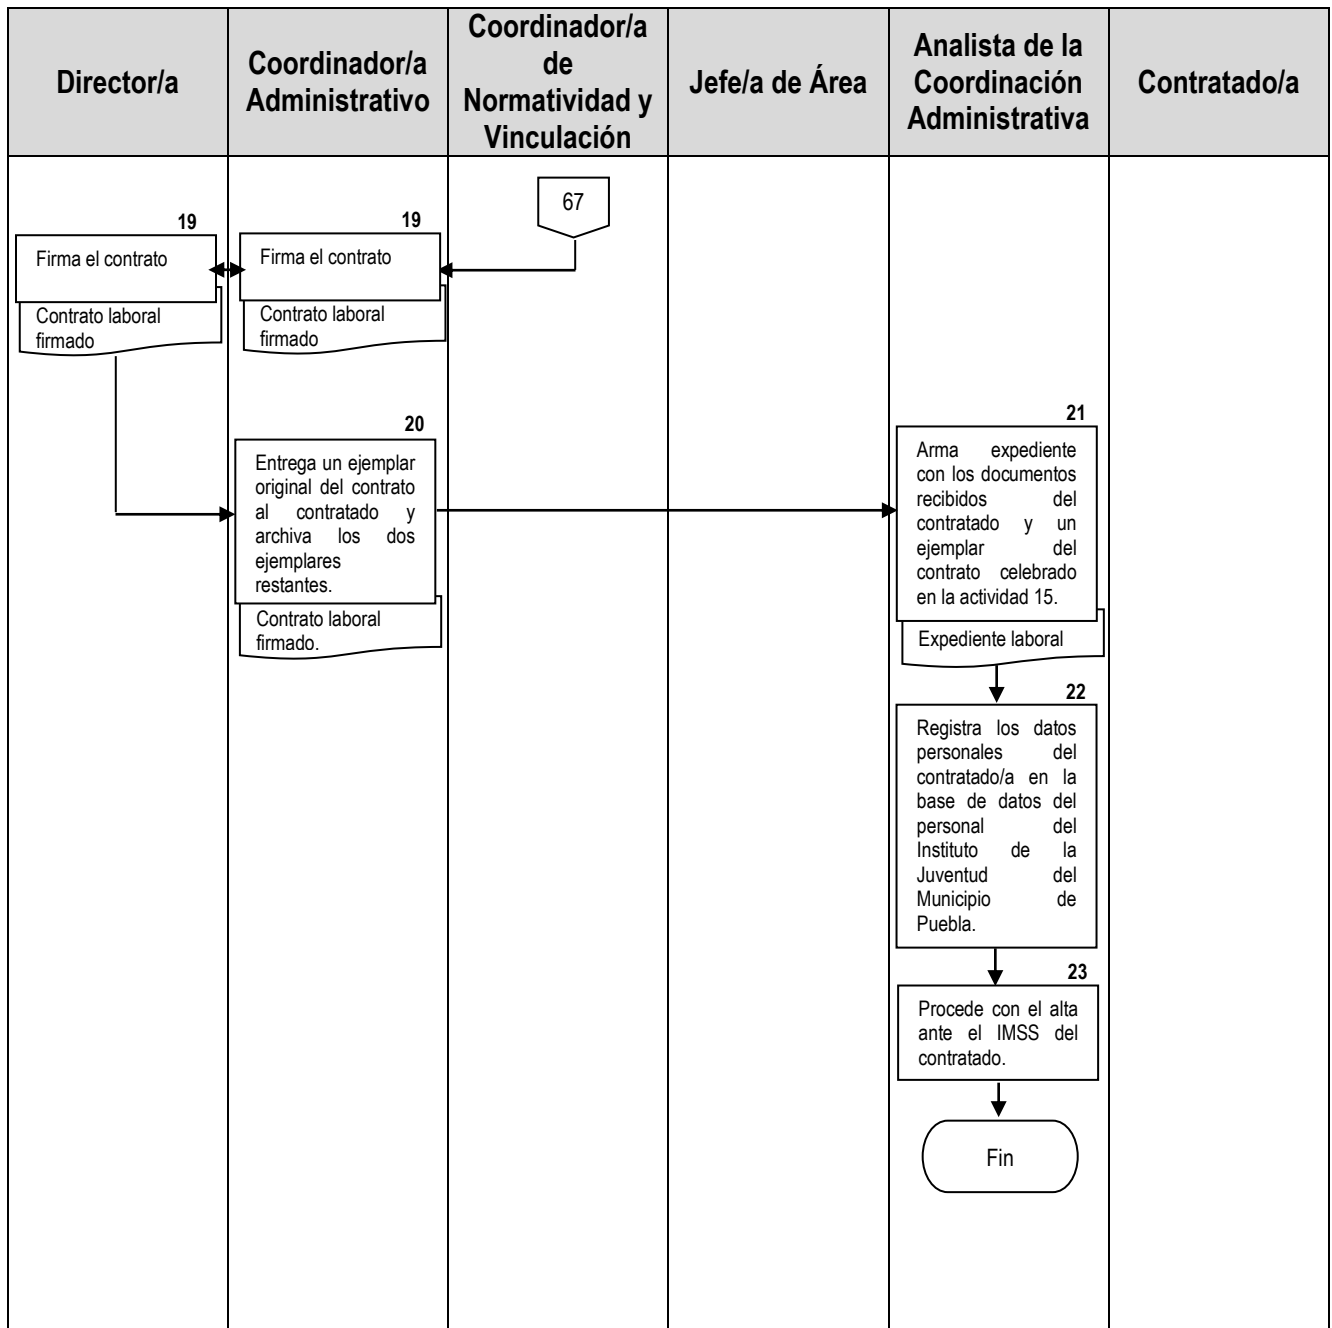 Director/a
Coordinador/a
Administrativo
Coordinador/a
de
Normatividad y
Vinculación
Jefe/a de Área
Analista de la
Coordinación
Administrativa
Contratado/a
67
19
Firma el contrato
Contrato laboral
firmado
19
Firma el contrato
Contrato laboral
firmado
20
Entrega un ejemplar
original del contrato
al contratado y
archiva los dos
ejemplares
restantes.
Contrato laboral
firmado.
21
Arma expediente
con los documentos
recibidos del
contratado y un
ejemplar del
contrato celebrado
en la actividad 15.
Expediente laboral
22
Registra los datos
personales del
contratado/a en la
base de datos del
personal del
Instituto de la
Juventud del
Municipio de
Puebla.
23
Procede con el alta
ante el IMSS del
contratado.
Fin